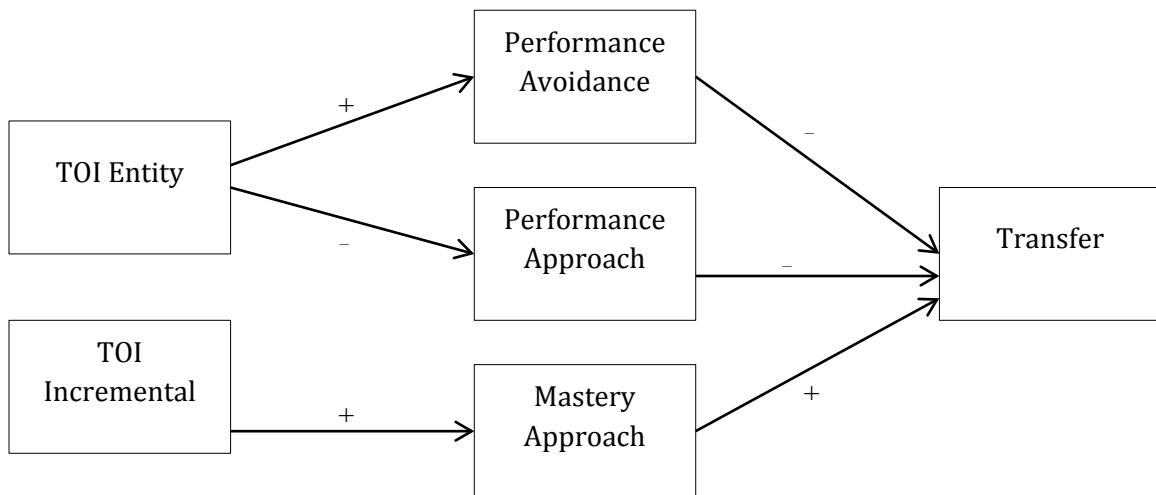 Performance
Avoidance
+
–
TOI Entity
Performance
Approach
Transfer
–
–
TOI
Incremental
+
Mastery
Approach
+